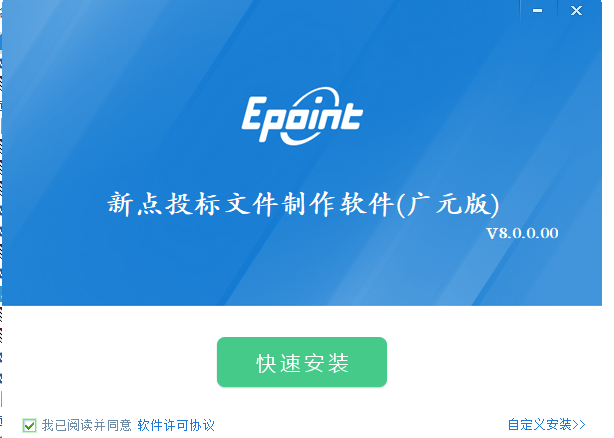 Epoint
新点投标文件制作软件(广元版)
V8.0.0.00
快速安装
我已阅读并同意 软件许可协议
自定义安装>>